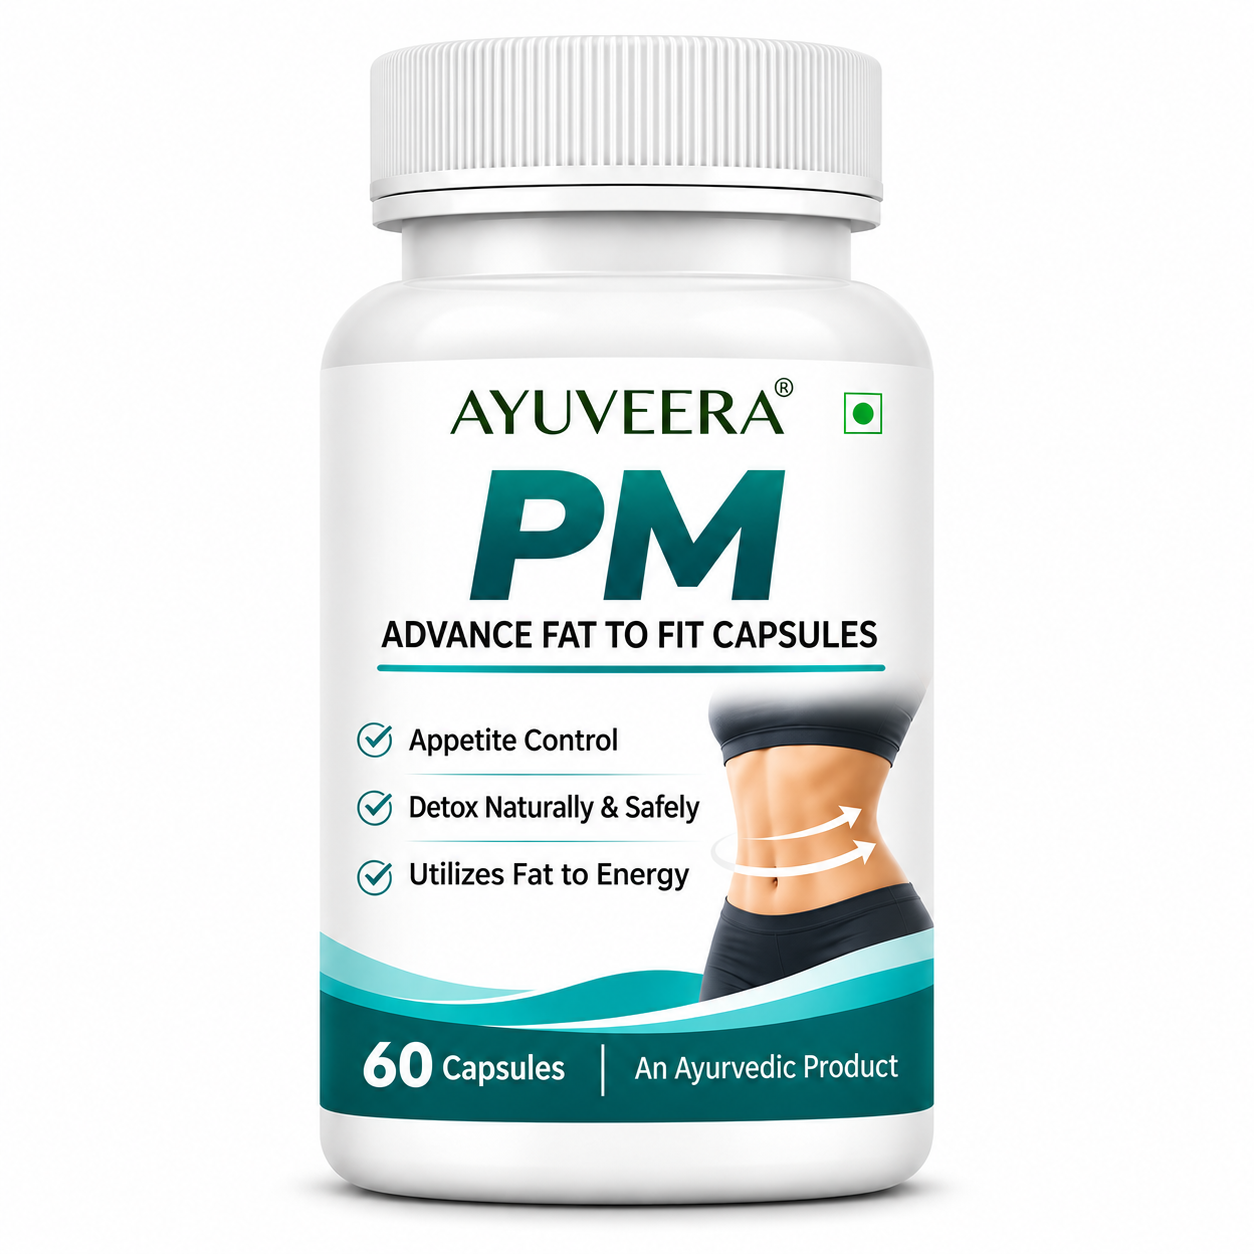 AYUVEERA®
PM
ADVANCE FAT TO FIT CAPSULES
Appetite Control
Detox Naturally & Safely
Utilizes Fat to Energy
60 Capsules | An Ayurvedic Product